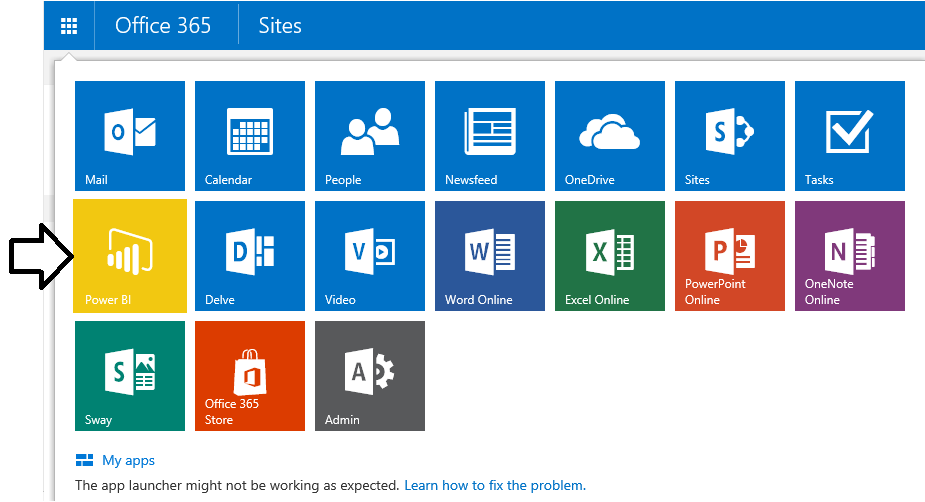 Office 365 Sites
Mail Calendar People Newsfeed OneDrive Sites Tasks
Power BI Delve Video Word Online Excel Online PowerPoint Online OneNote Online
Sway Office 365 Store Admin
My apps
The app launcher might not be working as expected. Learn how to fix the problem.